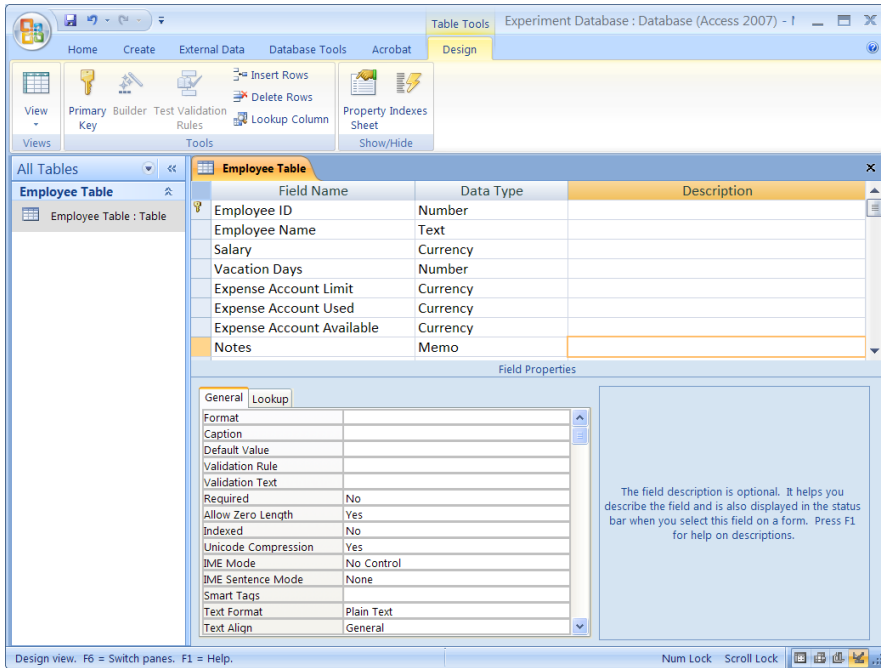 Table Tools
Experiment Database : Database (Access 2007) -
Home Create External Data Database Tools Acrobat Design
View
Views
Primary Key
Builder
Test Validation Rules
Insert Rows
Delete Rows
Lookup Column
Tools
Property Sheet
Indexes
Show/Hide
All Tables
Employee Table
Employee Table : Table
Employee Table
Field Name Data Type Description
Employee ID Number
Employee Name Text
Salary Currency
Vacation Days Number
Expense Account Limit Currency
Expense Account Used Currency
Expense Account Available Currency
Notes Memo
Field Properties
General Lookup
Format
Caption
Default Value
Validation Rule
Validation Text
Required No
Allow Zero Length Yes
Indexed No
Unicode Compression Yes
IME Mode No Control
IME Sentence Mode None
Smart Tags
Text Format Plain Text
Text Align General
The field description is optional. It helps you
describe the field and is also displayed in the status
bar when you select this field on a form. Press F1
for help on descriptions.
Design view. F6 = Switch panes. F1 = Help.
Num Lock Scroll Lock